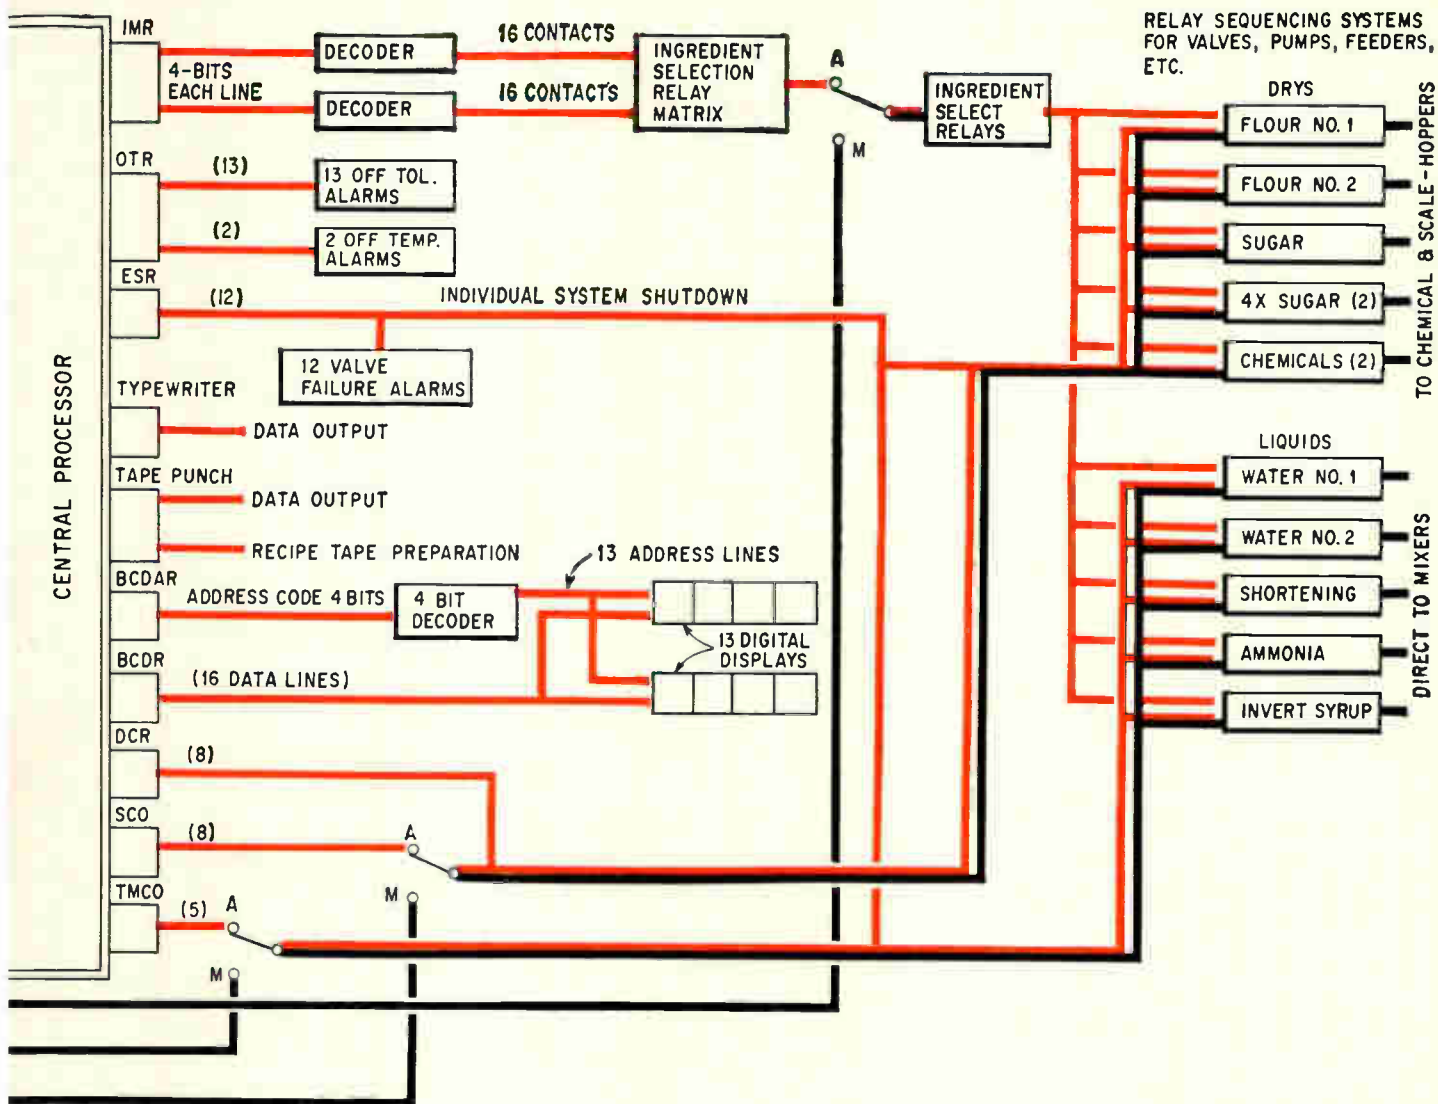 RELAY SEQUENCING SYSTEMS
FOR VALVES, PUMPS, FEEDERS,
ETC.
IMR
4-BITS
EACH LINE
DECODER
DECODER
16 CONTACTS
16 CONTACTS
INGREDIENT
SELECTION
RELAY
MATRIX
A
M
INGREDIENT
SELECT
RELAYS
DRYS
FLOUR NO. 1
FLOUR NO. 2
SUGAR
4X SUGAR (2)
CHEMICALS (2)
TO CHEMICAL & SCALE-HOPPERS
OTR
(13)
13 OFF TOL.
ALARMS
(2)
2 OFF TEMP.
ALARMS
ESR
(12)
INDIVIDUAL SYSTEM SHUTDOWN
12 VALVE
FAILURE ALARMS
CENTRAL PROCESSOR
TYPEWRITER
DATA OUTPUT
TAPE PUNCH
DATA OUTPUT
RECIPE TAPE PREPARATION
BCDAR
ADDRESS CODE 4 BITS
4 BIT
DECODER
13 ADDRESS LINES
13 DIGITAL
DISPLAYS
BCDR
(16 DATA LINES)
LIQUIDS
WATER NO. 1
WATER NO. 2
SHORTENING
AMMONIA
INVERT SYRUP
DIRECT TO MIXERS
DCR
(8)
SCO
(8)
A
M
TMCO
(5)
A
M